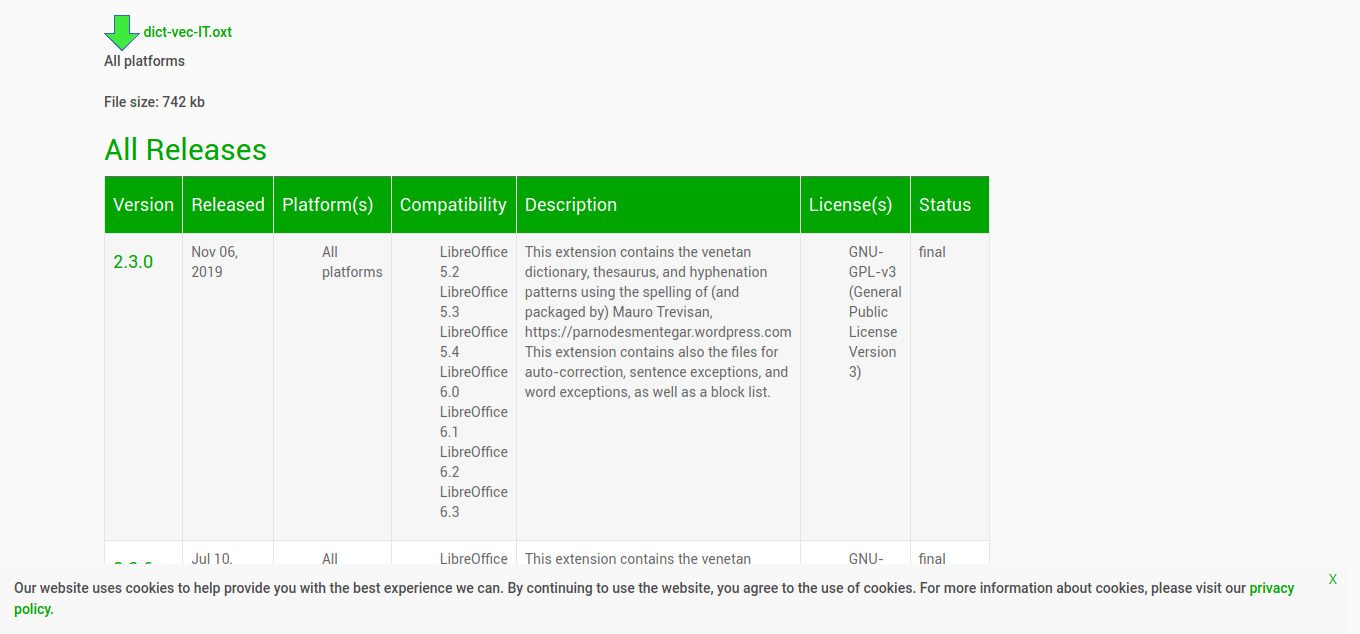 dict-vec-IT.oxt
All platforms
File size: 742 kb
All Releases
Version Released Platform(s) Compatibility Description License(s) Status
2.3.0
Nov 06,
2019
All
platforms
LibreOffice
5.2
LibreOffice
5.3
LibreOffice
5.4
LibreOffice
6.0
LibreOffice
6.1
LibreOffice
6.2
LibreOffice
6.3
This extension contains the venetan
dictionary, thesaurus, and hyphenation
patterns using the spelling of (and
packaged by) Mauro Trevisan,
https://parnodesmentegar.wordpress.com
This extension contains also the files for
auto-correction, sentence exceptions, and
word exceptions, as well as a block list.
GNU-
GPL-v3
(General
Public
License
Version
3)
final
Jul 10,
All
LibreOffice
This extension contains the venetan
GNU-
final
Our website uses cookies to help provide you with the best experience we can. By continuing to use the website, you agree to the use of cookies. For more information about cookies, please visit our privacy
policy.
X